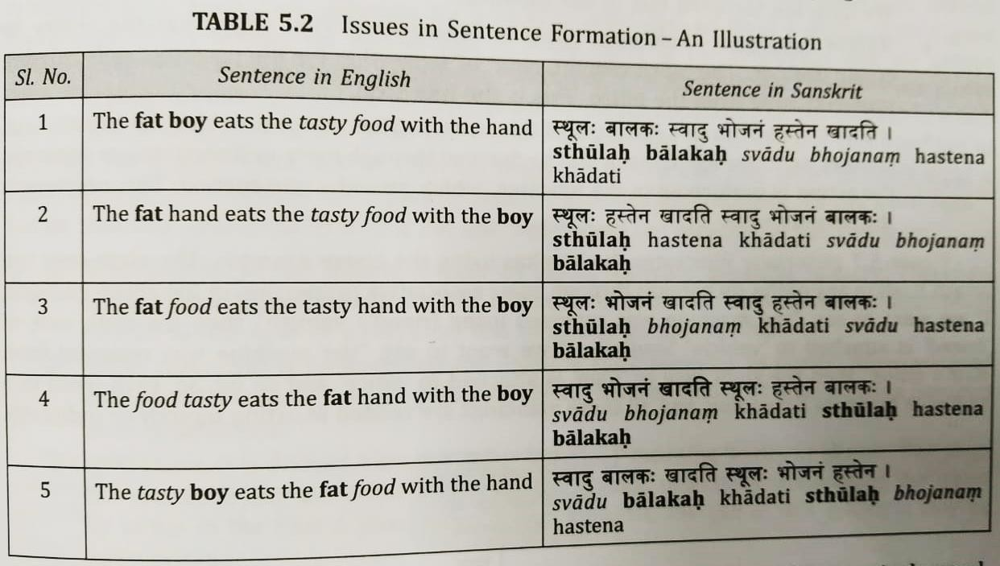 TABLE 5.2 Issues in Sentence Formation – An Illustration
Sl. No. Sentence in English Sentence in Sanskrit
1 The fat boy eats the tasty food with the hand स्थूलः बालकः स्वादु भोजनं हस्तेन खादति ।
sthūlaḥ bālakaḥ svādu bhojanaṃ hastena
khādati
2 The fat hand eats the tasty food with the boy स्थूलः हस्तेन खादति स्वादु भोजनं बालकः ।
sthūlaḥ hastena khādati svādu bhojanaṃ
bālakaḥ
3 The fat food eats the tasty hand with the boy स्थूलः भोजनं खादति स्वादु हस्तेन बालकः ।
sthūlaḥ bhojanaṃ khādati svādu hastena
bālakaḥ
4 The food tasty eats the fat hand with the boy स्वादु भोजनं खादति स्थूलः हस्तेन बालकः ।
svādu bhojanaṃ khādati sthūlaḥ hastena
bālakaḥ
5 The tasty boy eats the fat food with the hand स्वादु बालकः खादति स्थूलः भोजनं हस्तेन ।
svādu bālakaḥ khādati sthūlaḥ bhojanaṃ
hastena